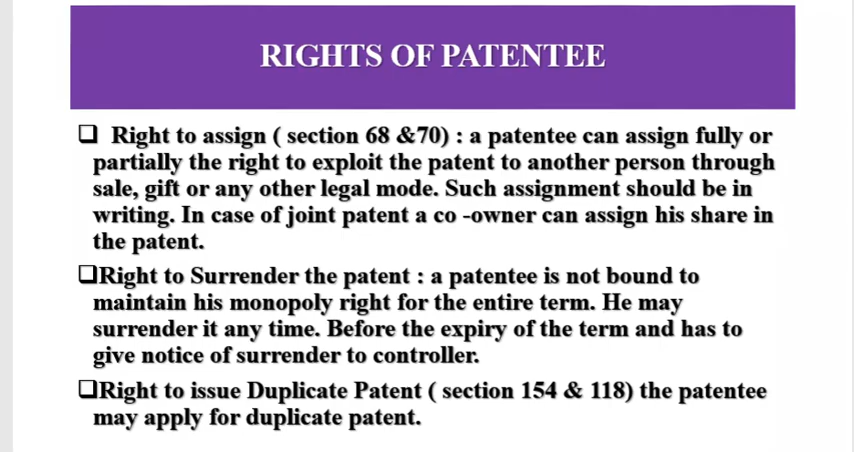 RIGHTS OF PATENTEE
❑ Right to assign ( section 68 &70) : a patentee can assign fully or
partially the right to exploit the patent to another person through
sale, gift or any other legal mode. Such assignment should be in
writing. In case of joint patent a co -owner can assign his share in
the patent.
❑Right to Surrender the patent : a patentee is not bound to
maintain his monopoly right for the entire term. He may
surrender it any time. Before the expiry of the term and has to
give notice of surrender to controller.
❑Right to issue Duplicate Patent ( section 154 & 118) the patentee
may apply for duplicate patent.